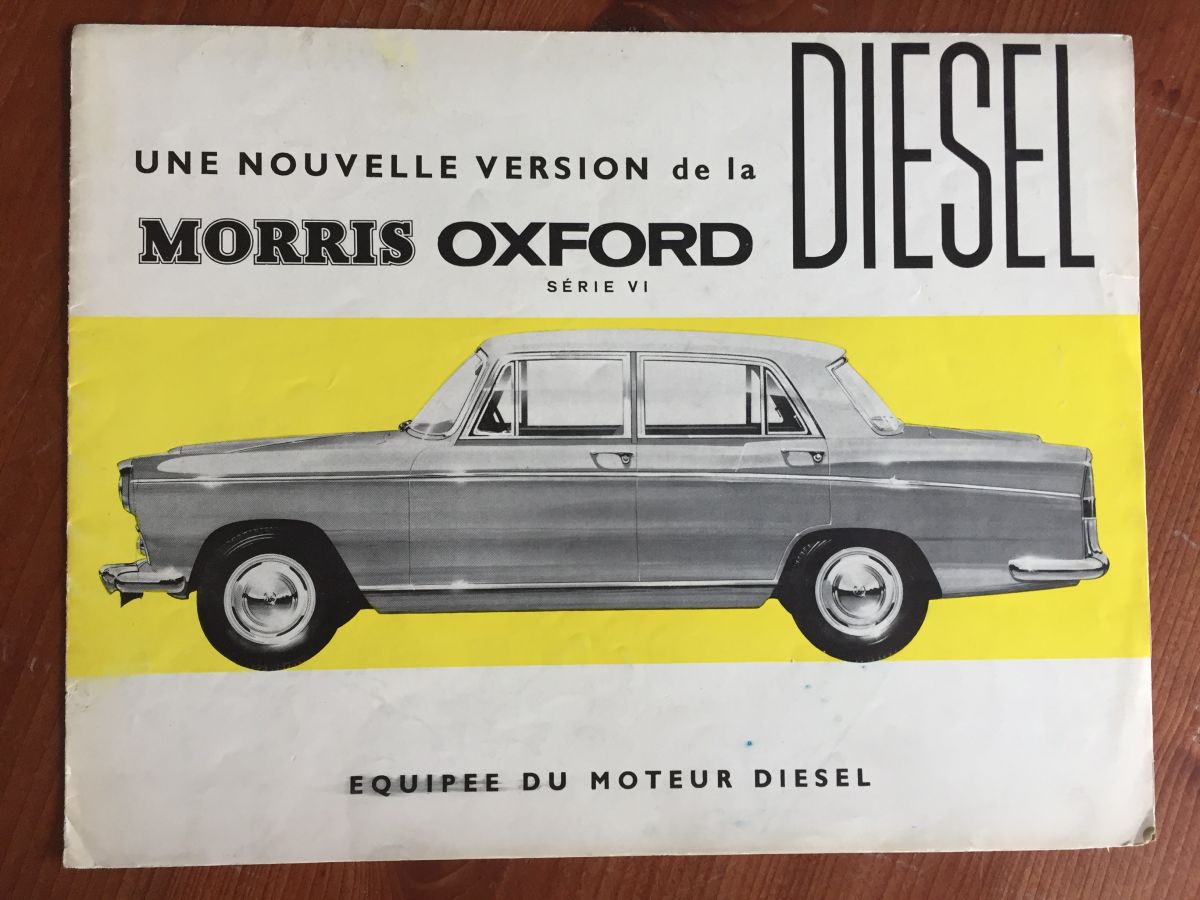 UNE NOUVELLE VERSION de la
MORRIS OXFORD DIESEL
SÉRIE VI
EQUIPEE DU MOTEUR DIESEL